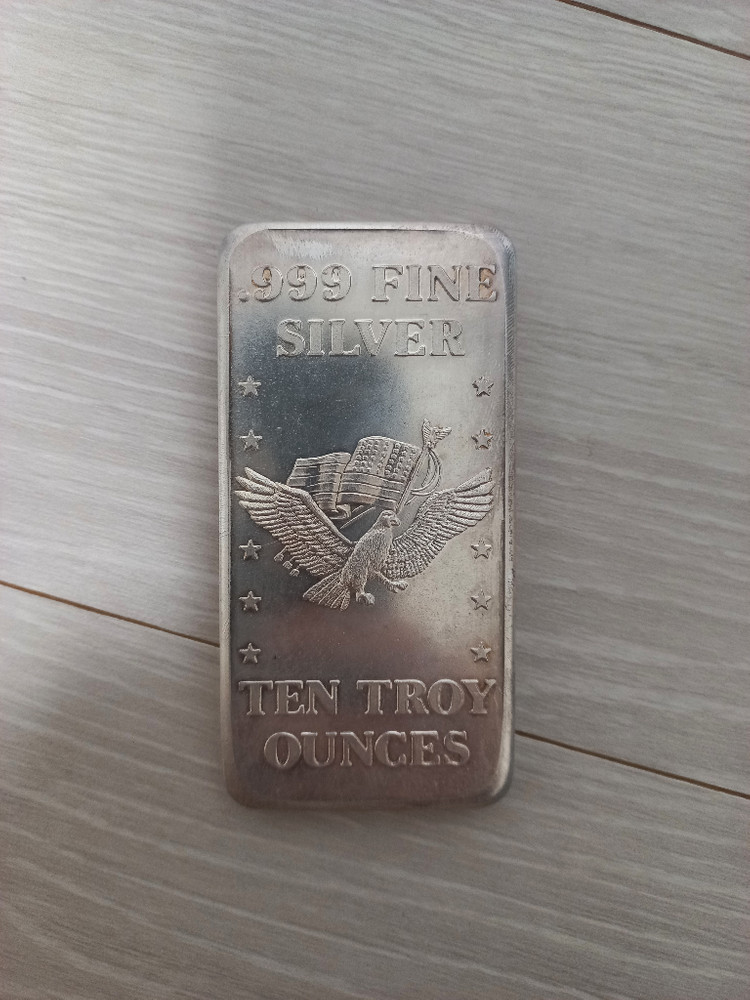 .999 FINE
SILVER
TEN TROY
OUNCES